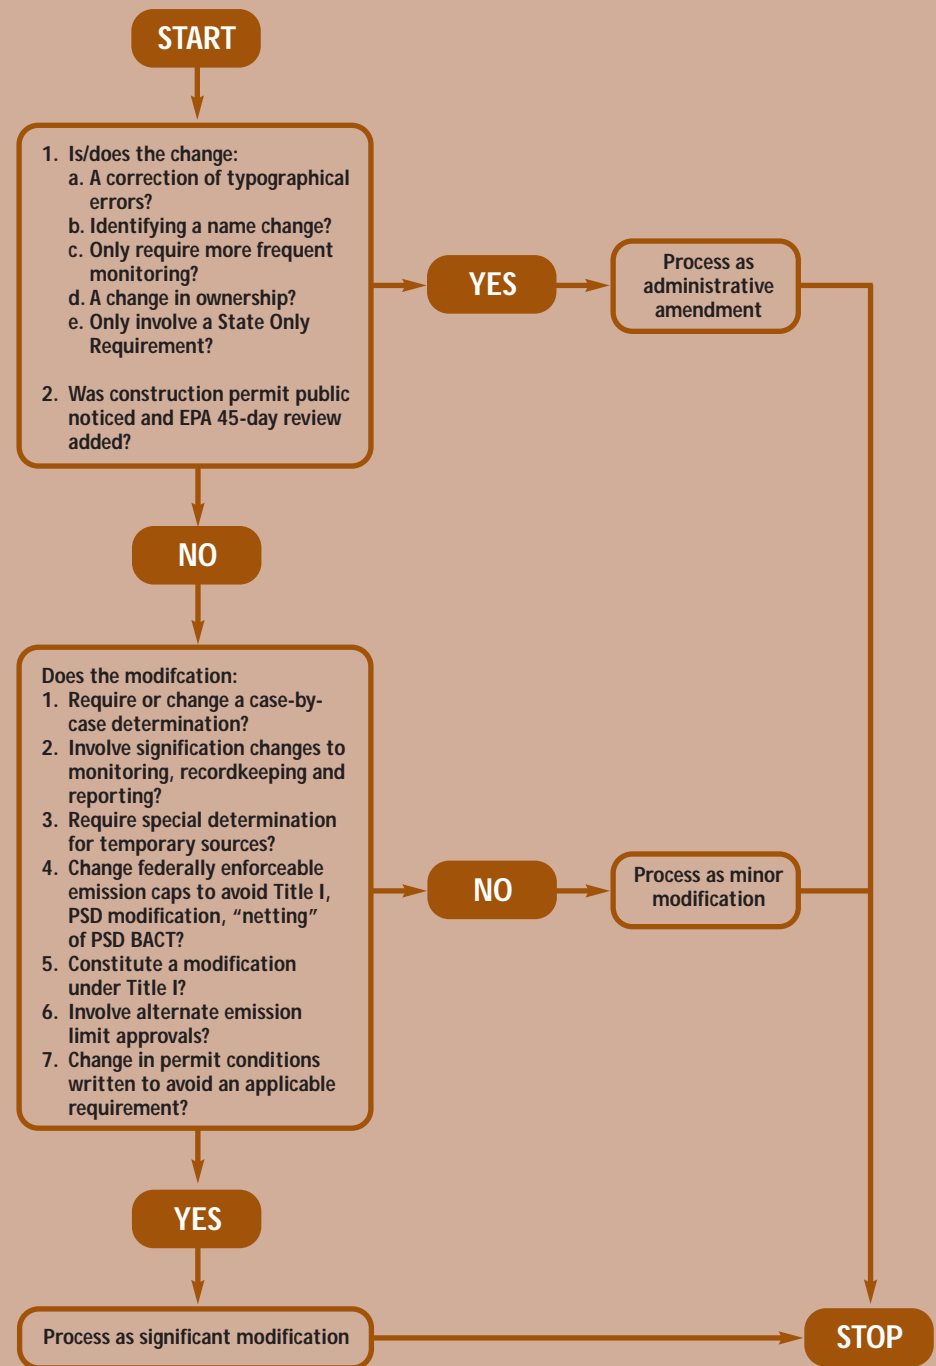 START
1. Is/does the change:
a. A correction of typographical
errors?
b. Identifying a name change?
c. Only require more frequent
monitoring?
d. A change in ownership?
e. Only involve a State Only
Requirement?
2. Was construction permit public
noticed and EPA 45-day review
added?
YES
Process as
administrative
amendment
NO
Does the modifcation:
1. Require or change a case-by-
case determination?
2. Involve signification changes to
monitoring, recordkeeping and
reporting?
3. Require special determination
for temporary sources?
4. Change federally enforceable
emission caps to avoid Title I,
PSD modification, “netting”
of PSD BACT?
5. Constitute a modification
under Title I?
6. Involve alternate emission
limit approvals?
7. Change in permit conditions
written to avoid an applicable
requirement?
NO
Process as minor
modification
YES
Process as significant modification
STOP